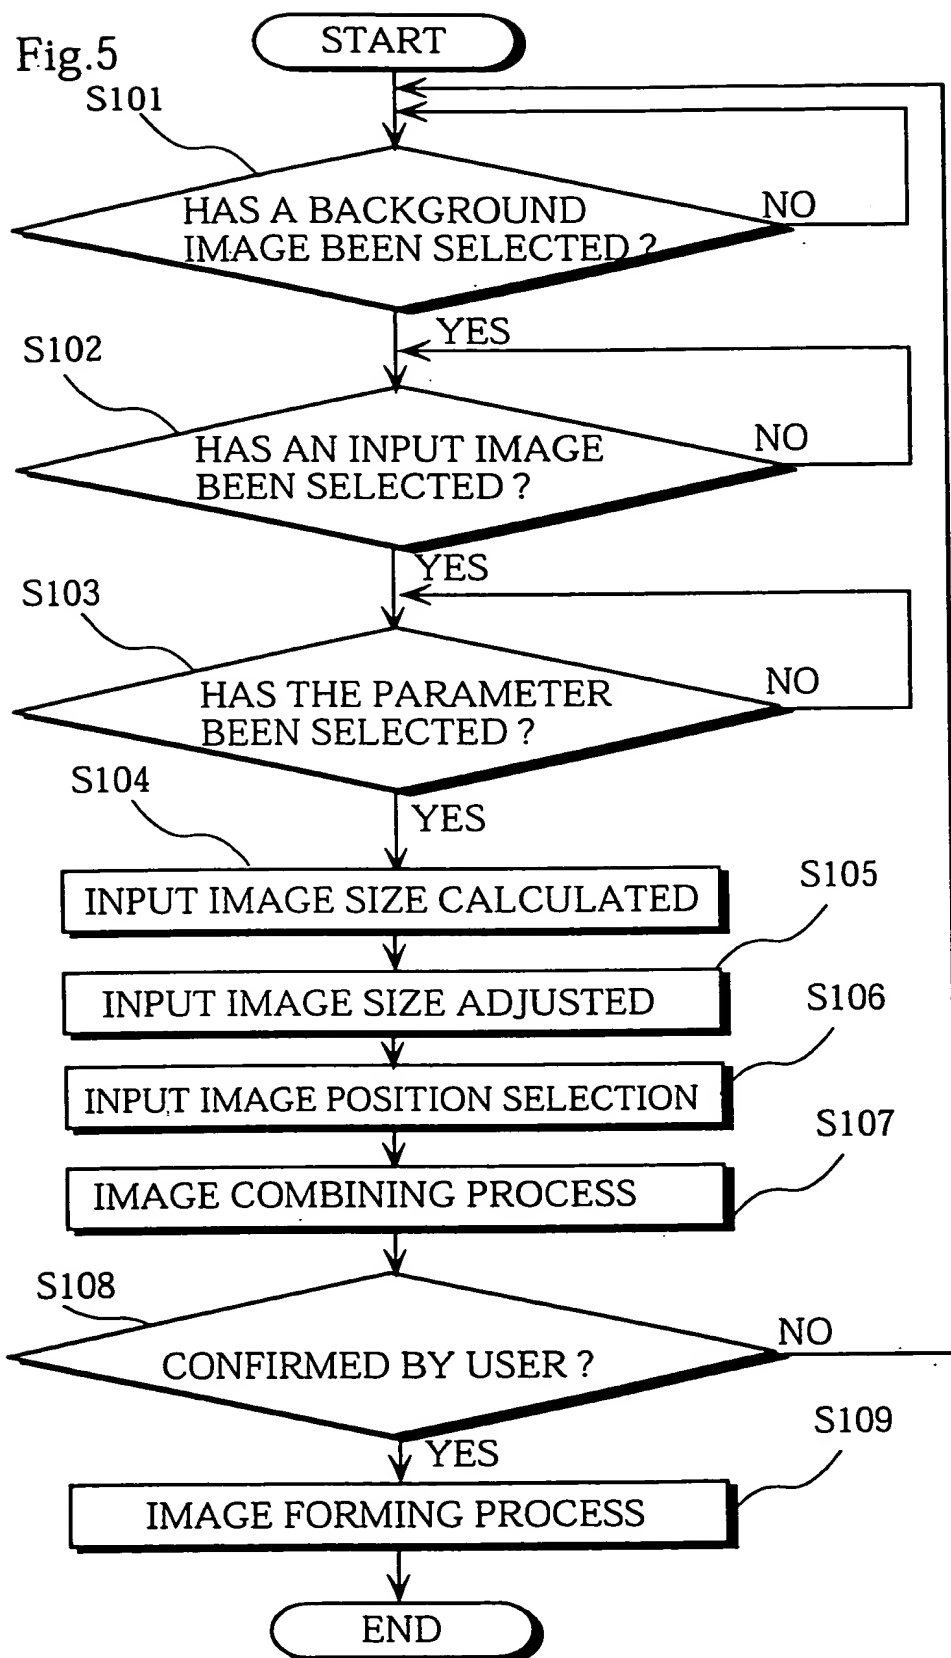 Fig.5
START
S101
HAS A BACKGROUND
IMAGE BEEN SELECTED ?
NO
YES
S102
HAS AN INPUT IMAGE
BEEN SELECTED ?
NO
YES
S103
HAS THE PARAMETER
BEEN SELECTED ?
NO
YES
S104
INPUT IMAGE SIZE CALCULATED
S105
INPUT IMAGE SIZE ADJUSTED
S106
INPUT IMAGE POSITION SELECTION
S107
IMAGE COMBINING PROCESS
S108
CONFIRMED BY USER ?
NO
YES
S109
IMAGE FORMING PROCESS
END